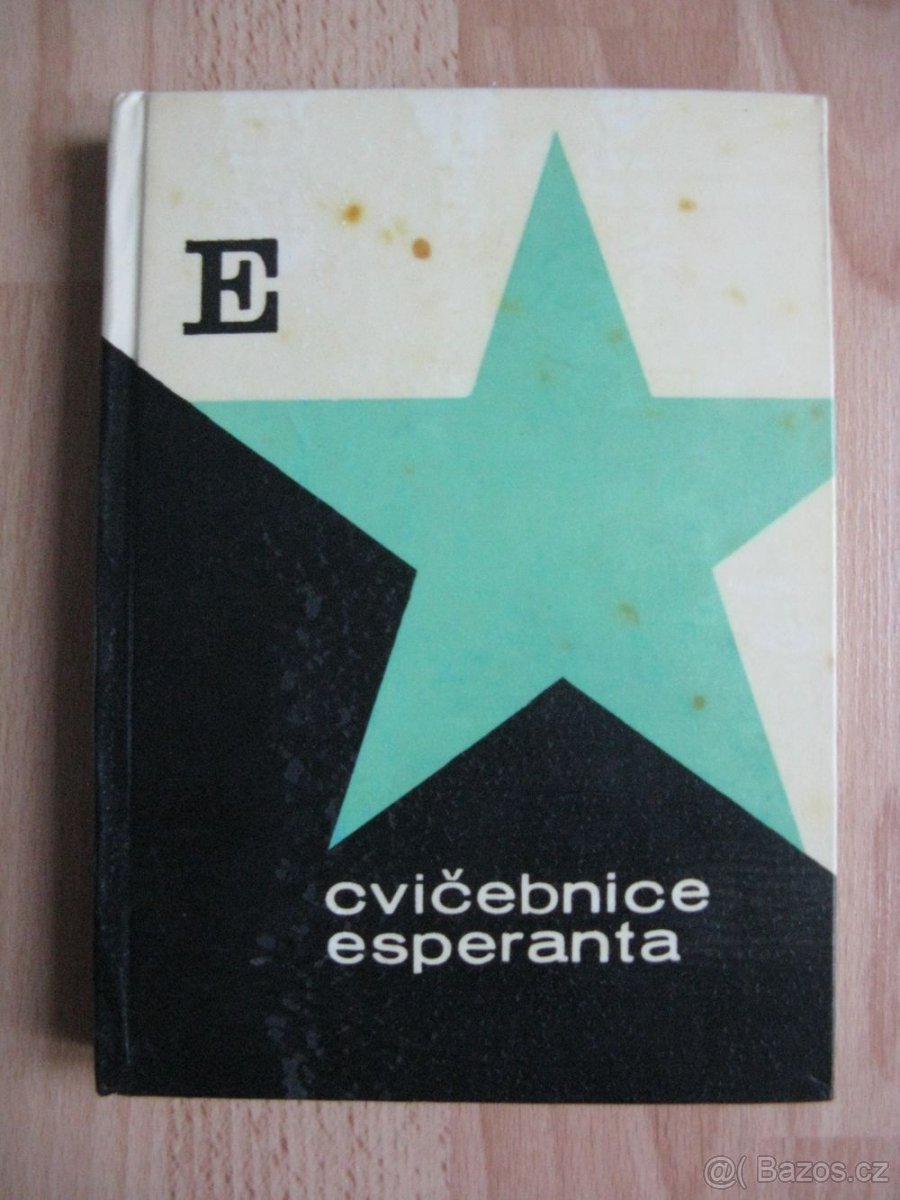 E
cvičebnice
esperanta
@( Bazos.cz